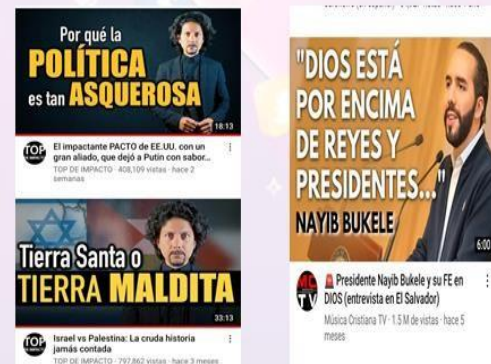 Por qué la
POLÍTICA
es tan ASQUEROSA
18:13
TOP
El impactante PACTO de EE.UU. con un
gran aliado, que dejó a Putin con sabor...
TOP DE IMPACTO · 408,109 vistas · hace 2
semanas
Tierra Santa o
TIERRA MALDITA
33:13
TOP
Israel vs Palestina: La cruda historia
jamás contada
TOP DE IMPACTO · 797,862 vistas · hace 3 meses
"DIOS ESTÁ
POR ENCIMA
DE REYES Y
PRESIDENTES..."
NAYIB BUKELE
6:00
MC
TV
Presidente Nayib Bukele y su FE en
DIOS (entrevista en El Salvador)
Música Cristiana TV · 1.5 M de vistas · hace 5
meses